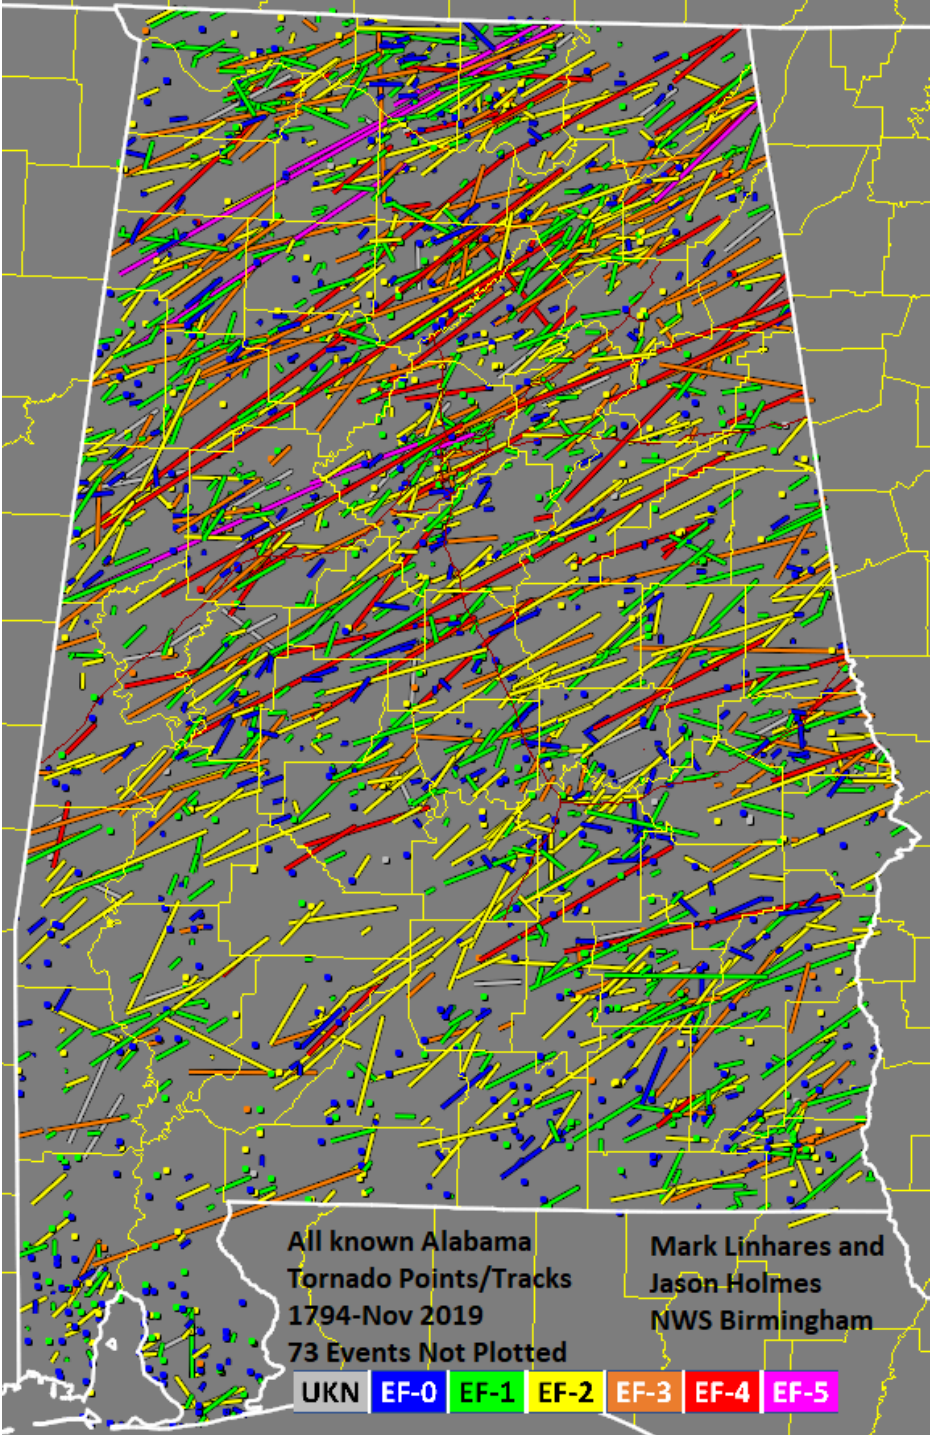 All known Alabama
Tornado Points/Tracks
1794-Nov 2019
73 Events Not Plotted
Mark Linhares and
Jason Holmes
NWS Birmingham
UKN EF-0 EF-1 EF-2 EF-3 EF-4 EF-5